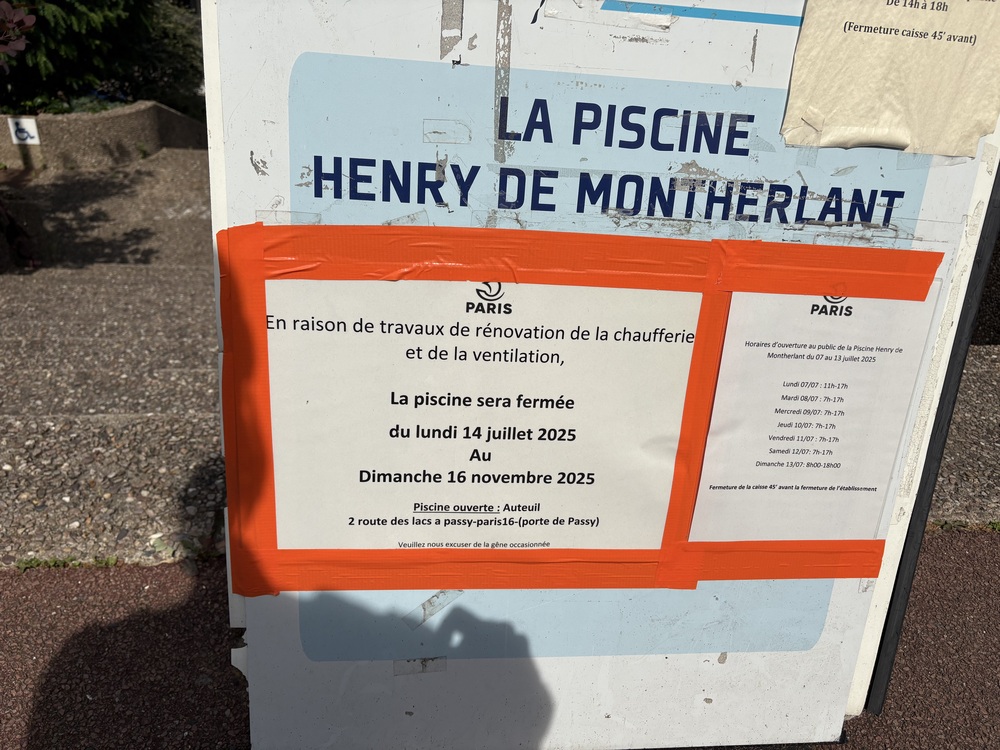 De 14h à 18h
(Fermeture caisse 45' avant)
LA PISCINE
HENRY DE MONTHERLANT
PARIS
En raison de travaux de rénovation de la chaufferie
et de la ventilation,
La piscine sera fermée
du lundi 14 juillet 2025
Au
Dimanche 16 novembre 2025
Piscine ouverte : Auteuil
2 route des lacs a passy-paris16-(porte de Passy)
Veuillez nous excuser de la gêne occasionnée
PARIS
Horaires d'ouverture au public de la Piscine Henry de
Montherlant du 07 au 13 juillet 2025
Lundi 07/07 : 11h-17h
Mardi 08/07 : 7h-17h
Mercredi 09/07: 7h-17h
Jeudi 10/07: 7h-17h
Vendredi 11/07 : 7h-17h
Samedi 12/07: 7h-17h
Dimanche 13/07: 8h00-18h00
Fermeture de la caisse 45' avant la fermeture de l'établissement